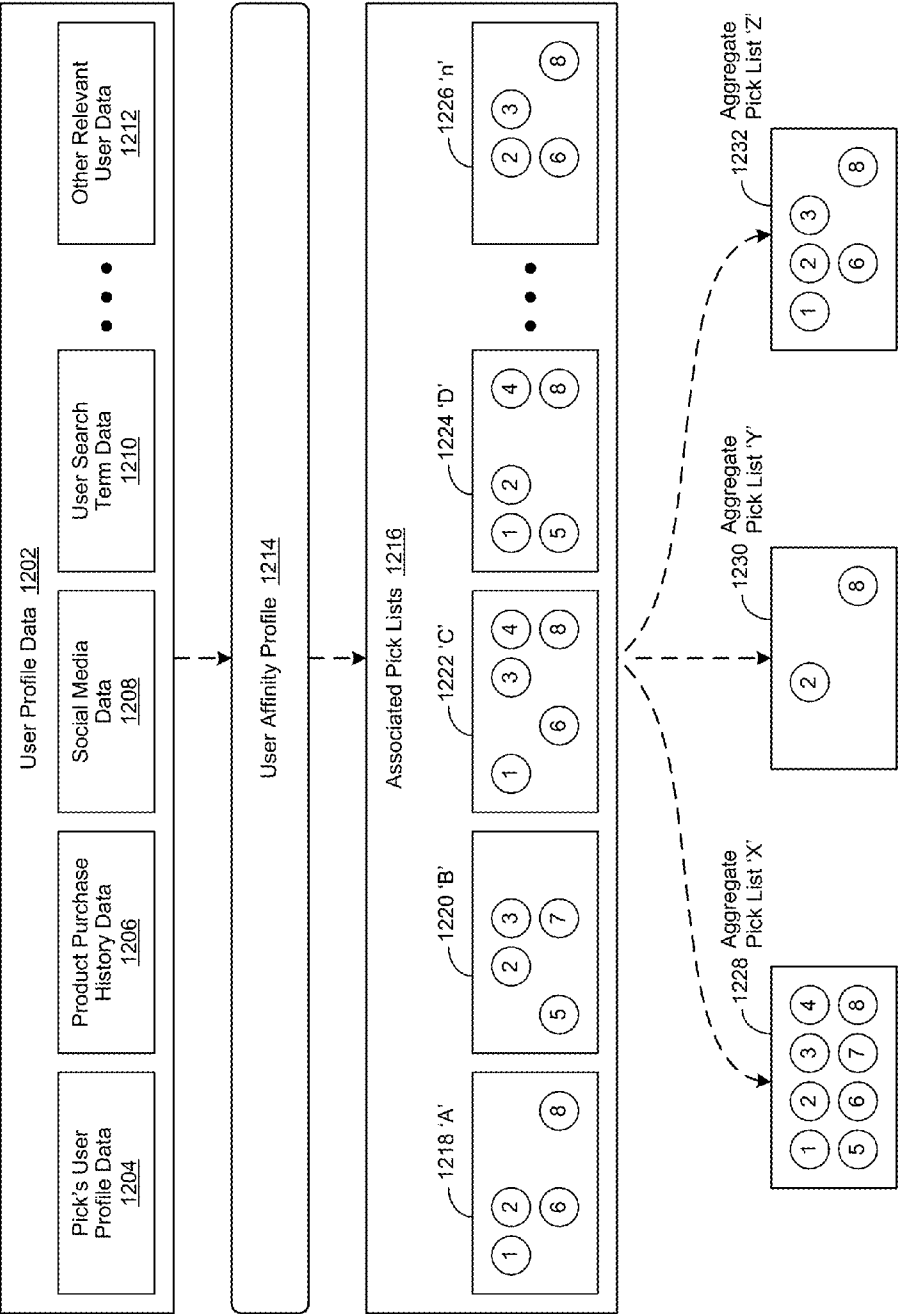 User Profile Data 1202
Pick's User
Profile Data
1204
Product Purchase
History Data
1206
Social Media
Data
1208
User Search
Term Data
1210
Other Relevant
User Data
1212
User Affinity Profile 1214
Associated Pick Lists 1216
1218 'A'
1 2
6 8
1220 'B'
2 3
5 7
1222 'C'
1 3 4
6 8
1224 'D'
1 2 4
5 8
1226 'n'
2 3
6 8
1228 Aggregate
Pick List 'X'
1 2 3 4
5 6 7 8
1230 Aggregate
Pick List 'Y'
2
8
1232 Aggregate
Pick List 'Z'
1 2 3
6 8